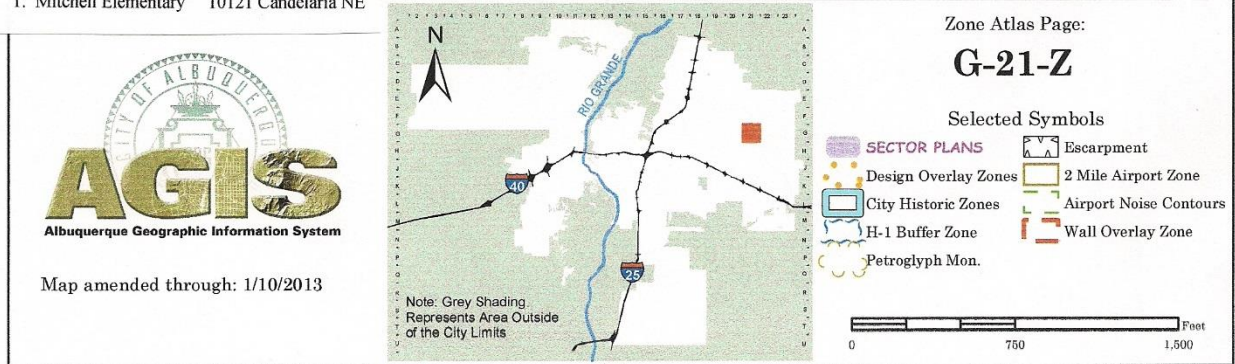 1. Mitchell Elementary 10121 Candelaria NE
CITY OF ALBUQUERQUE
AGIS
Albuquerque Geographic Information System
Map amended through: 1/10/2013
N
RIO GRANDE
40
25
Note: Grey Shading
Represents Area Outside
of the City Limits
Zone Atlas Page:
G-21-Z
Selected Symbols
SECTOR PLANS
Design Overlay Zones
City Historic Zones
H-1 Buffer Zone
Petroglyph Mon.
Escarpment
2 Mile Airport Zone
Airport Noise Contours
Wall Overlay Zone
Feet
0 750 1,500